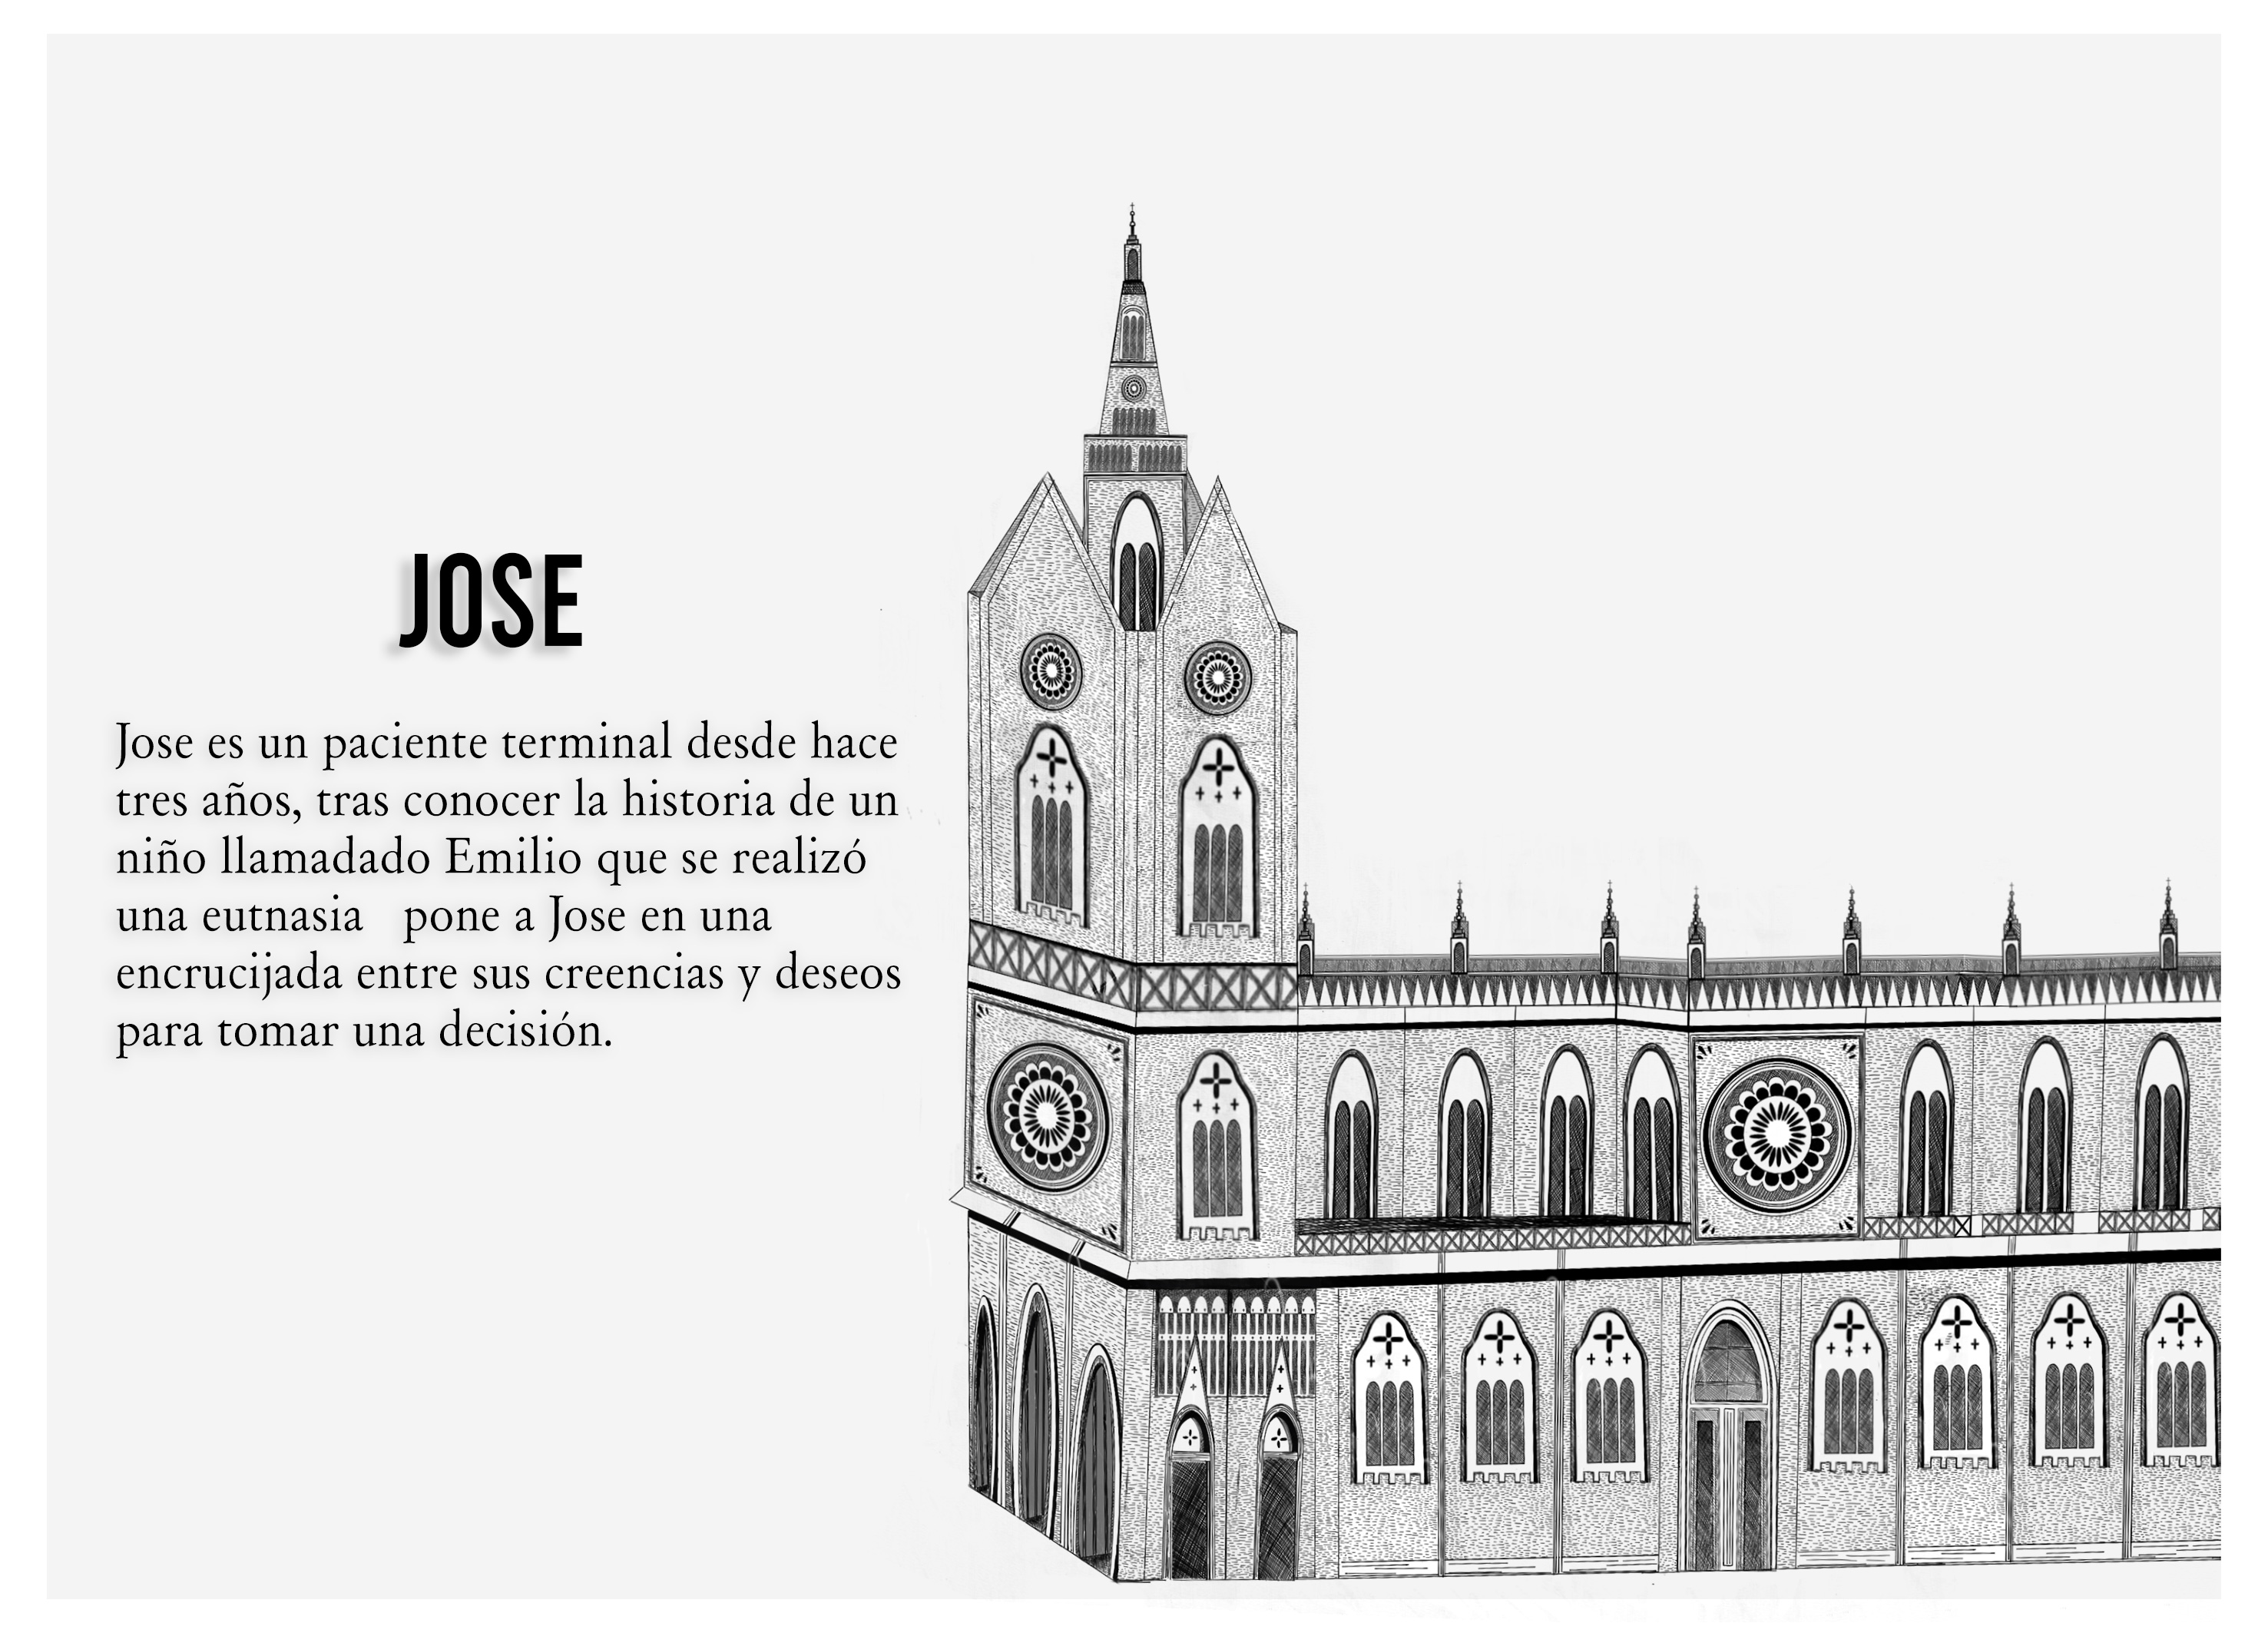 JOSE
Jose es un paciente terminal desde hace
tres años, tras conocer la historia de un
niño llamadado Emilio que se realizó
una eutnasia   pone a Jose en una
encrucijada entre sus creencias y deseos
para tomar una decisión.